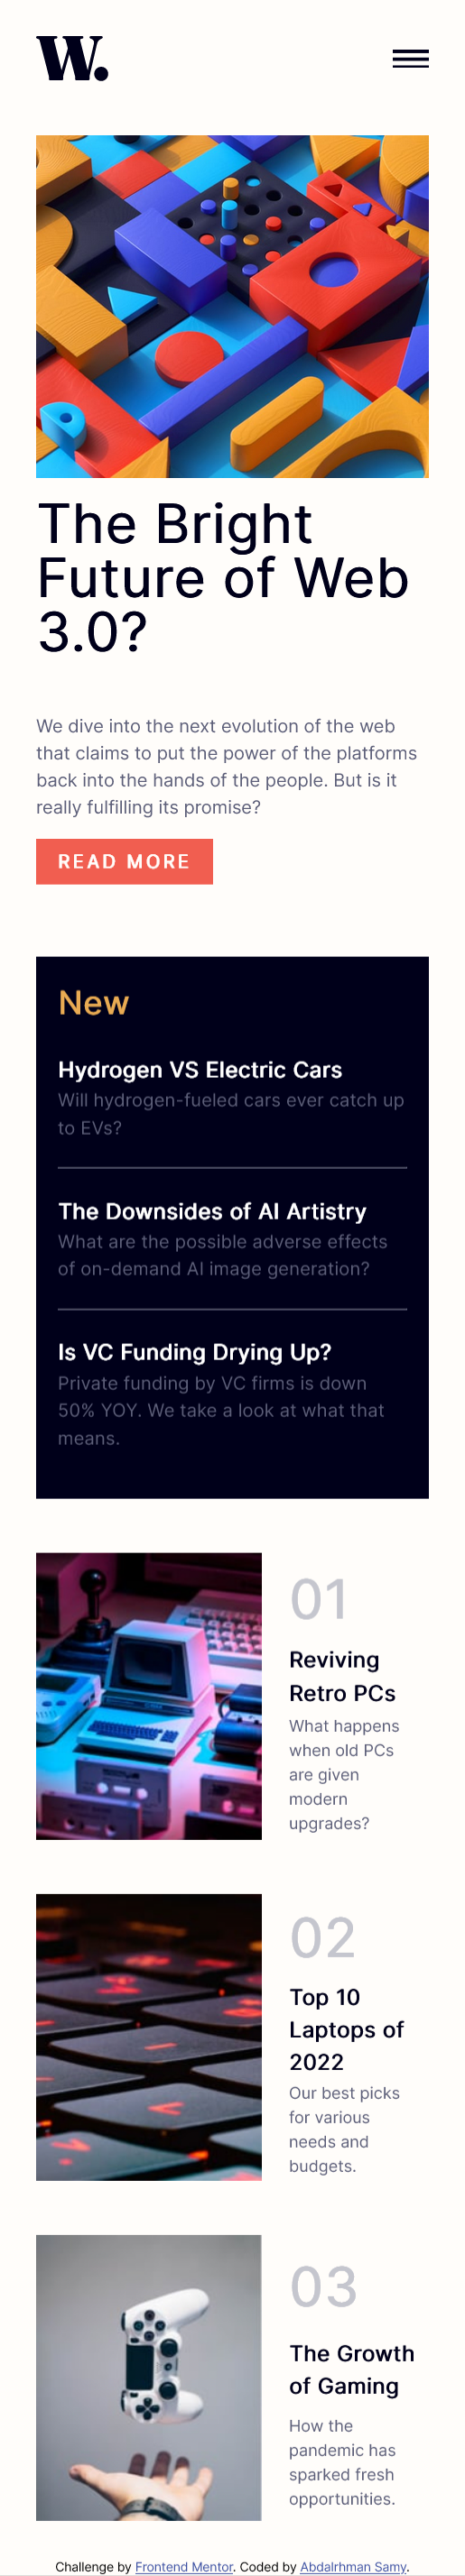 W.
The Bright
Future of Web
3.0?
We dive into the next evolution of the web
that claims to put the power of the platforms
back into the hands of the people. But is it
really fulfilling its promise?
READ MORE
New
Hydrogen VS Electric Cars
Will hydrogen-fueled cars ever catch up
to EVs?
The Downsides of AI Artistry
What are the possible adverse effects
of on-demand AI image generation?
Is VC Funding Drying Up?
Private funding by VC firms is down
50% YOY. We take a look at what that
means.
01
Reviving
Retro PCs
What happens
when old PCs
are given
modern
upgrades?
02
Top 10
Laptops of
2022
Our best picks
for various
needs and
budgets.
03
The Growth
of Gaming
How the
pandemic has
sparked fresh
opportunities.
Challenge by Frontend Mentor. Coded by Abdalrhman Samy.